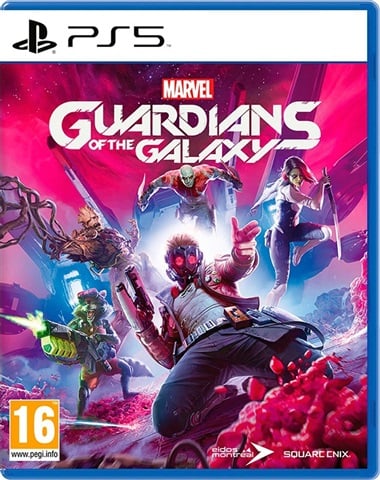 PS5
MARVEL
GUARDIANS
OF THE GALAXY
16
www.pegi.info
eidos
montréal
SQUARE ENIX